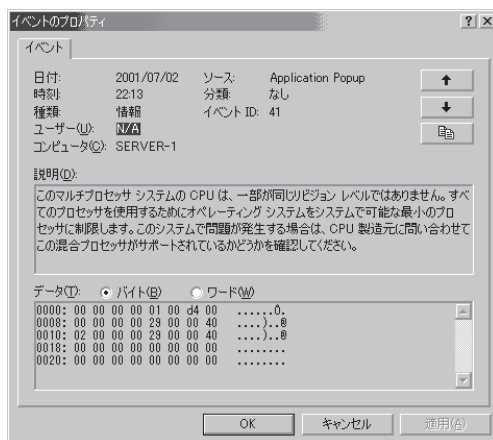 イベントのプロパティ
イベント
日付: 2001/07/02 ソース: Application Popup
時刻: 22:13 分類: なし
種類: 情報 イベント ID: 41
ユーザー(U): N/A
コンピュータ(C): SERVER-1
説明(D):
このマルチプロセッサ システムの CPU は、一部が同じリビジョン レベルではありません。すべ
てのプロセッサを使用するためにオペレーティング システムをシステムで可能な最小のプロ
セッサに制限します。このシステムで問題が発生する場合は、CPU 製造元に問い合わせて
この混合プロセッサがサポートされているかどうかを確認してください。
データ(T): バイト(B) ワード(W)
0000: 00 00 00 00 01 00 d4 00 ......Ô.
0008: 00 00 00 00 29 00 00 40 ....)..@
0010: 02 00 00 00 29 00 00 40 ....)..@
0018: 00 00 00 00 00 00 00 00 ........
0020: 00 00 00 00 00 00 00 00 ........
OK キャンセル 適用(A)